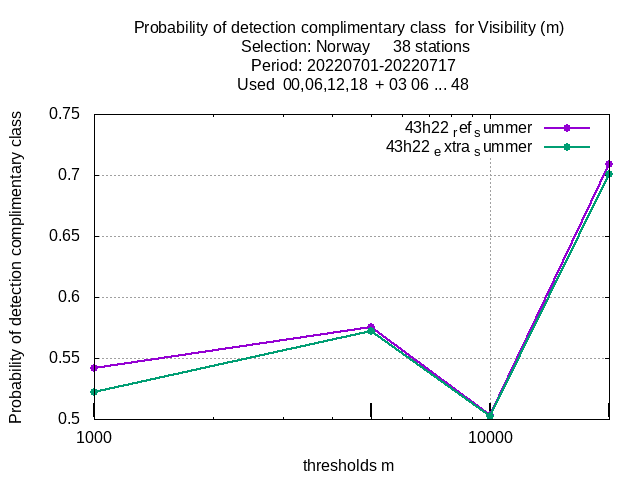 Probability of detection complimentary class  for Visibility (m)
Selection: Norway     38 stations
Period: 20220701-20220717
Used  00,06,12,18  + 03 06 ... 48
Probability of detection complimentary class
0.75
43h22 ref summer
43h22 extra summer
0.7
0.65
0.6
0.55
0.5
1000
10000
thresholds m